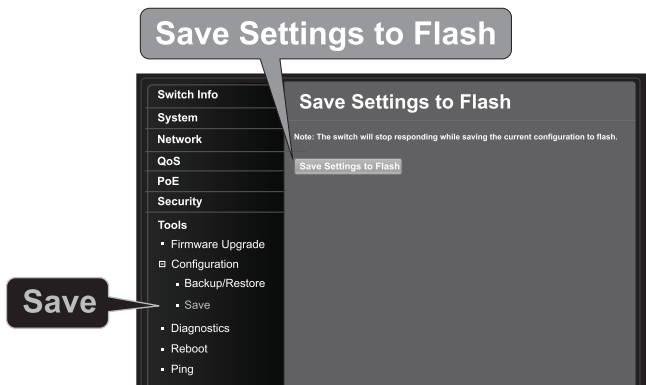 Save Settings to Flash
Switch Info
System
Network
QoS
PoE
Security
Tools
Firmware Upgrade
Configuration
Backup/Restore
Save
Diagnostics
Reboot
Ping
Save
Save Settings to Flash
Note: The switch will stop responding while saving the current configuration to flash.
Save Settings to Flash